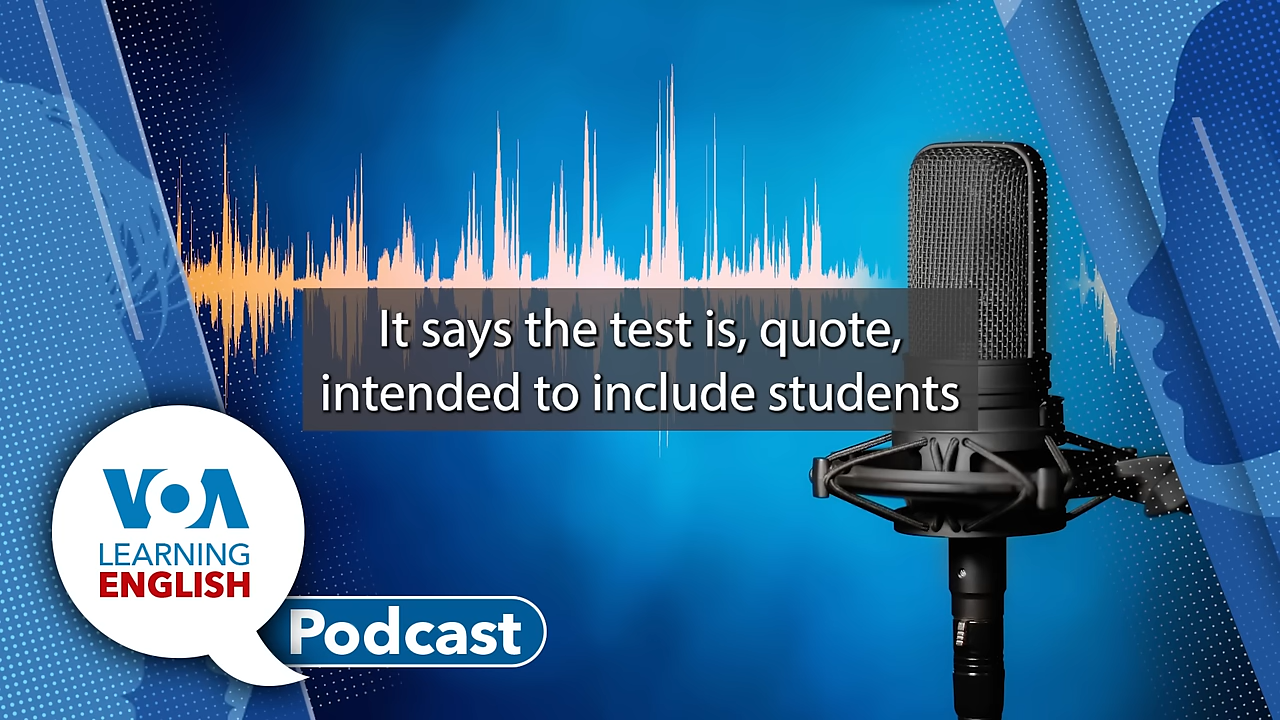 It says the test is, quote,
intended to include students
VOA
LEARNING
ENGLISH
Podcast